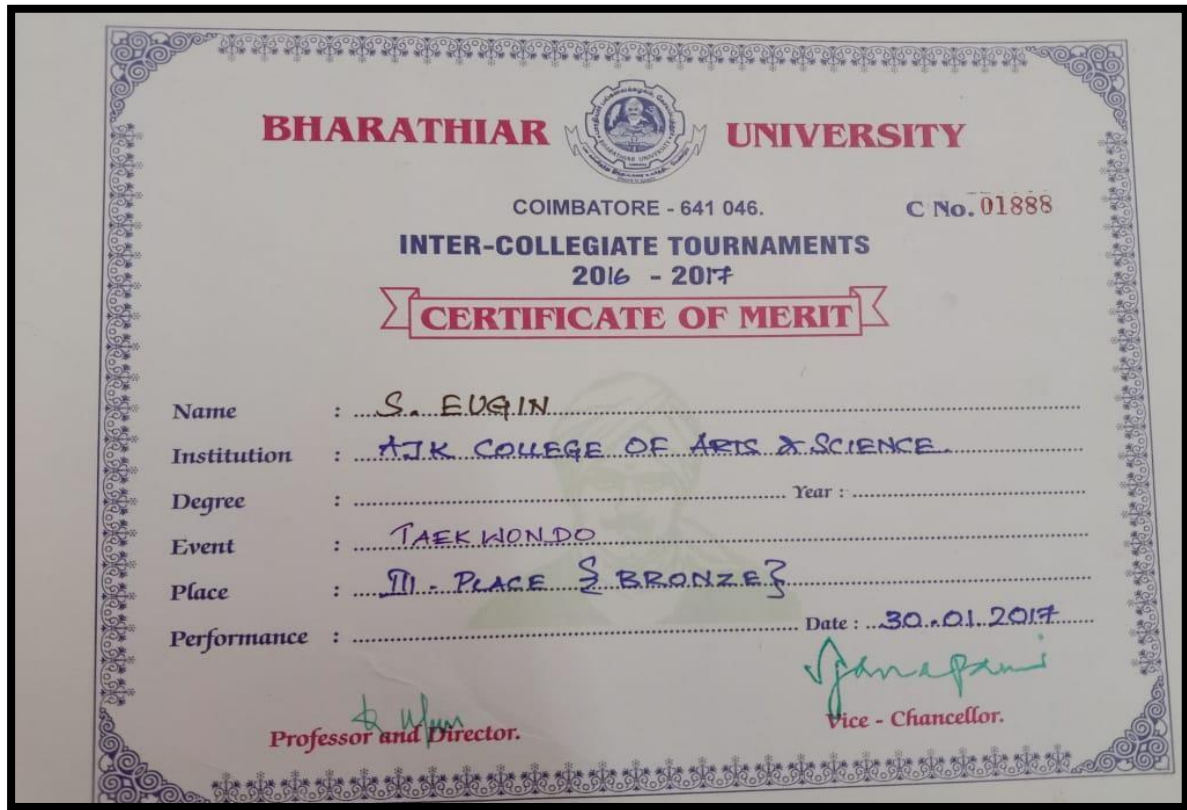 BHARATHIAR UNIVERSITY
BHARATHIAR UNIVERSITY
COIMBATORE - 641 046.
C No. 01888
INTER-COLLEGIATE TOURNAMENTS
2016 - 2017
CERTIFICATE OF MERIT
Name : S. EUGIN
Institution : AJK COLLEGE OF ARTS & SCIENCE.
Degree : Year :
Event : TAEKWONDO
Place : III - PLACE {BRONZE}
Performance : Date : 30.01.2017
Professor and Director.
Vice - Chancellor.